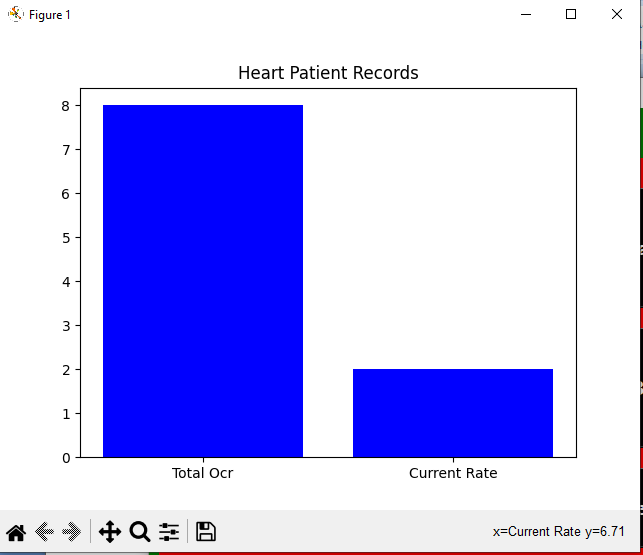 Figure 1
Heart Patient Records
8
7
6
5
4
3
2
1
0
Total Ocr Current Rate
x=Current Rate y=6.71